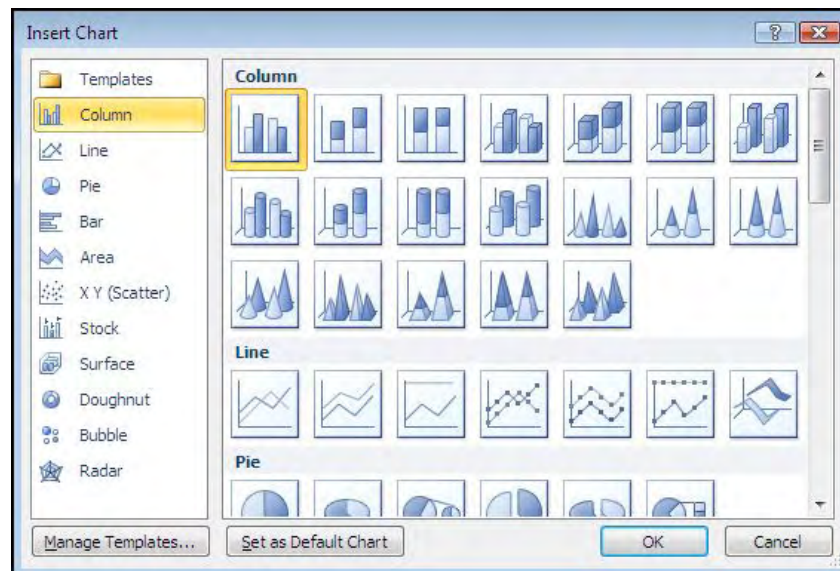 Insert Chart
Templates
Column
Line
Pie
Bar
Area
X Y (Scatter)
Stock
Surface
Doughnut
Bubble
Radar
Column
Line
Pie
Manage Templates...
Set as Default Chart
OK
Cancel